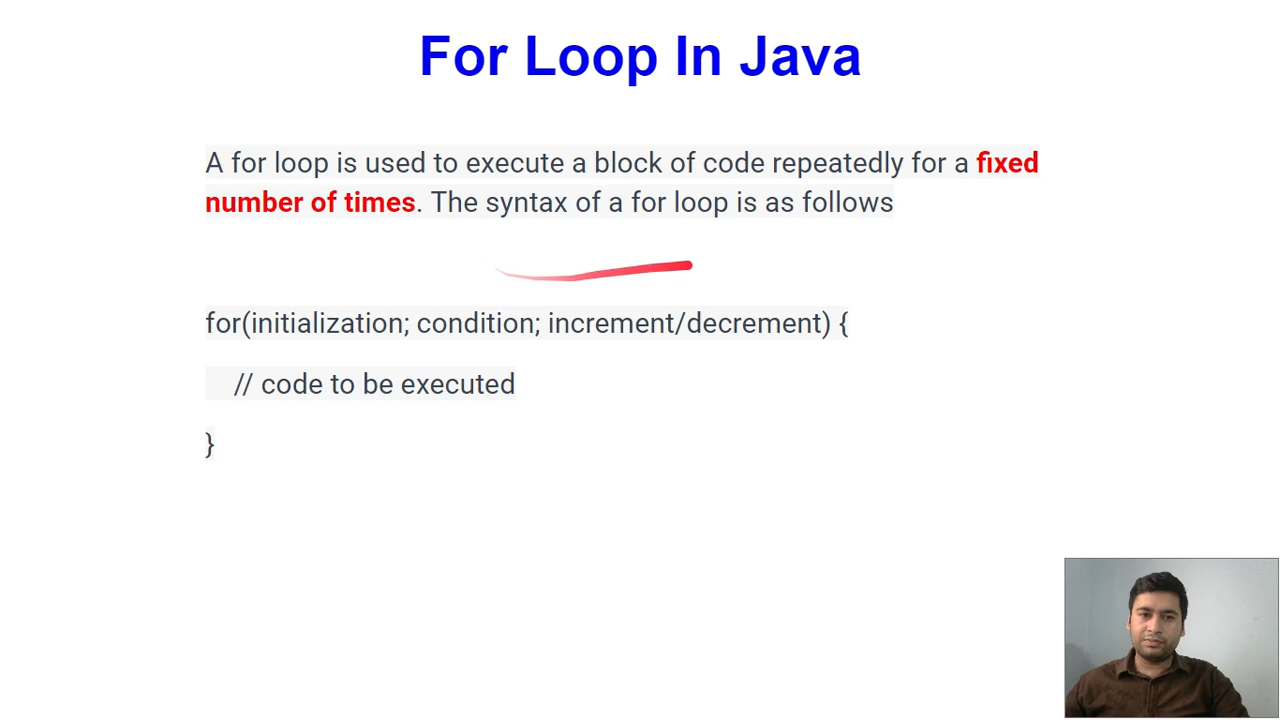 For Loop In Java
A for loop is used to execute a block of code repeatedly for a fixed
number of times. The syntax of a for loop is as follows
for(initialization; condition; increment/decrement) {
// code to be executed
}